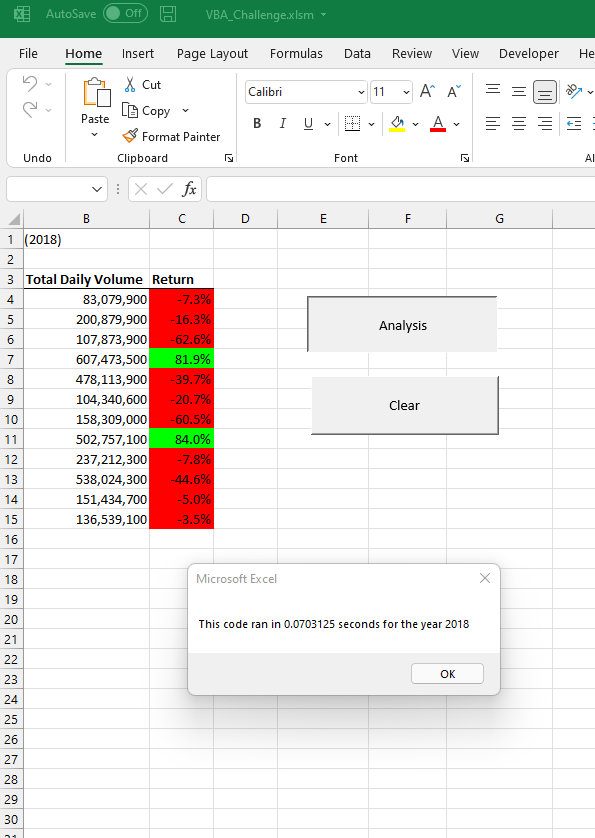 AutoSave Off VBA_Challenge.xlsm
File Home Insert Page Layout Formulas Data Review View Developer He
Paste Cut
Copy
Format Painter
Calibri 11 A A
B I U A
Undo Clipboard Font Al
fx
B C D E F G
1 (2018)
2
3 Total Daily Volume Return
4 83,079,900 -7.3%
5 200,879,900 -16.3%
6 107,873,900 -62.6%
7 607,473,500 81.9%
8 478,113,900 -39.7%
9 104,340,600 -20.7%
10 158,309,000 -60.5%
11 502,757,100 84.0%
12 237,212,300 -7.8%
13 538,024,300 -44.6%
14 151,434,700 -5.0%
15 136,539,100 -3.5%
Analysis
Clear
16
17
18
19
20
21
22
23
24
25
26
27
28
29
30
Microsoft Excel
This code ran in 0.0703125 seconds for the year 2018
OK